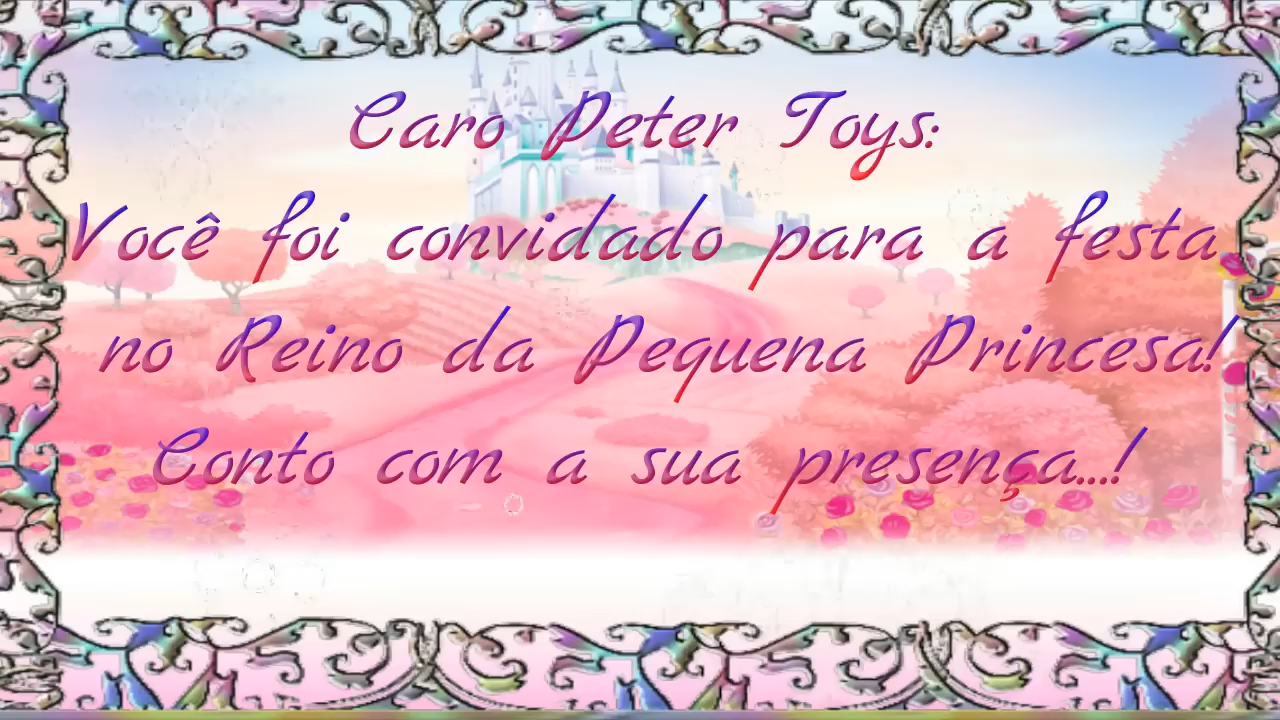 Caro Peter Toys:
Você foi convidado para a festa
no Reino da Pequena Princesa!
Conto com a sua presença...!